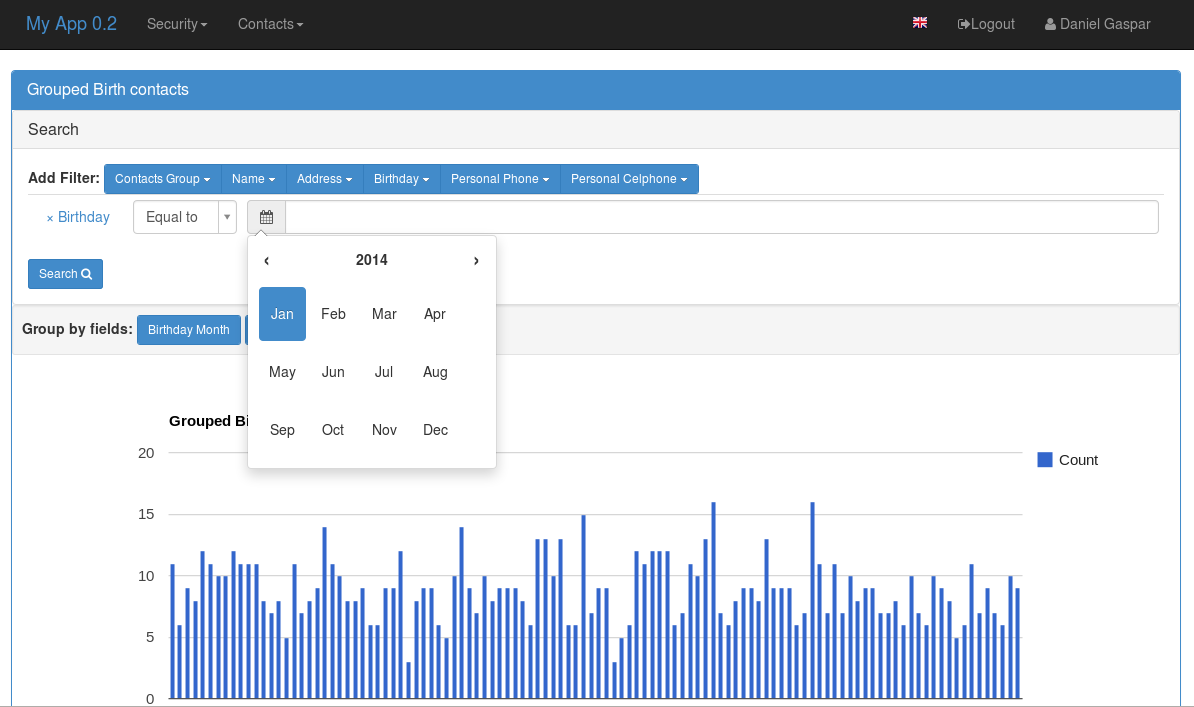 My App 0.2 Security Contacts Logout Daniel Gaspar
Grouped Birth contacts
Search
Add Filter: Contacts Group Name Address Birthday Personal Phone Personal Celphone
× Birthday Equal to
‹ 2014 ›
Search
Jan Feb Mar Apr
Group by fields: Birthday Month
May Jun Jul Aug
Grouped
Sep Oct Nov Dec
20
Count
15
10
5
0